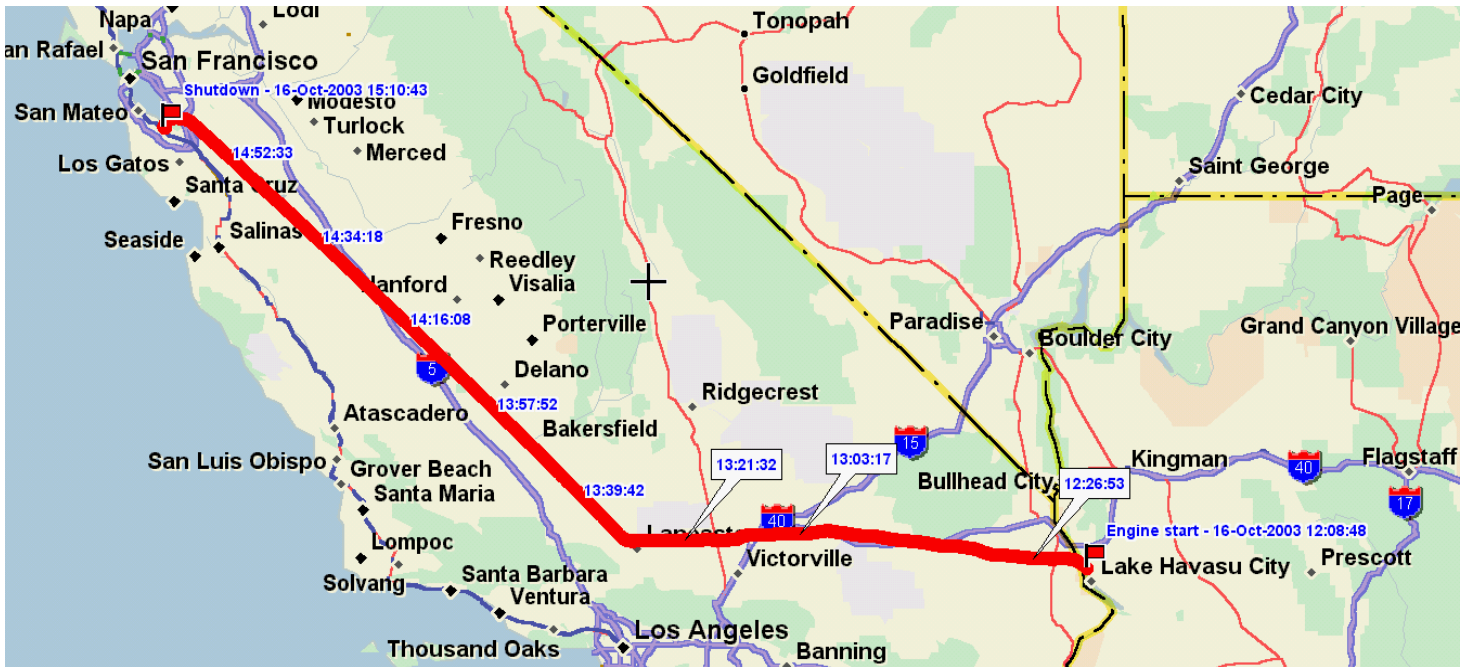 Napa
Lodi
Tonopah
San Francisco
Goldfield
Shutdown - 16-Oct-2003 15:10:43
Cedar City
San Mateo
Modesto
Turlock
14:52:33
Merced
Los Gatos
Saint George
Santa Cruz
Page
Fresno
14:34:18
Seaside
Salinas
Reedley
Visalia
14:16:08
Porterville
Paradise
Boulder City
Grand Canyon Village
5
Delano
Ridgecrest
13:57:52
Atascadero
Bakersfield
15
San Luis Obispo
Grover Beach
13:21:32
13:03:17
Kingman
40
Flagstaff
Santa Maria
13:39:42
Bullhead City
12:26:53
17
40
Engine start - 16-Oct-2003 12:08:48
Lompoc
Victorville
Lake Havasu City
Prescott
Solvang
Santa Barbara
Ventura
Los Angeles
Thousand Oaks
Banning